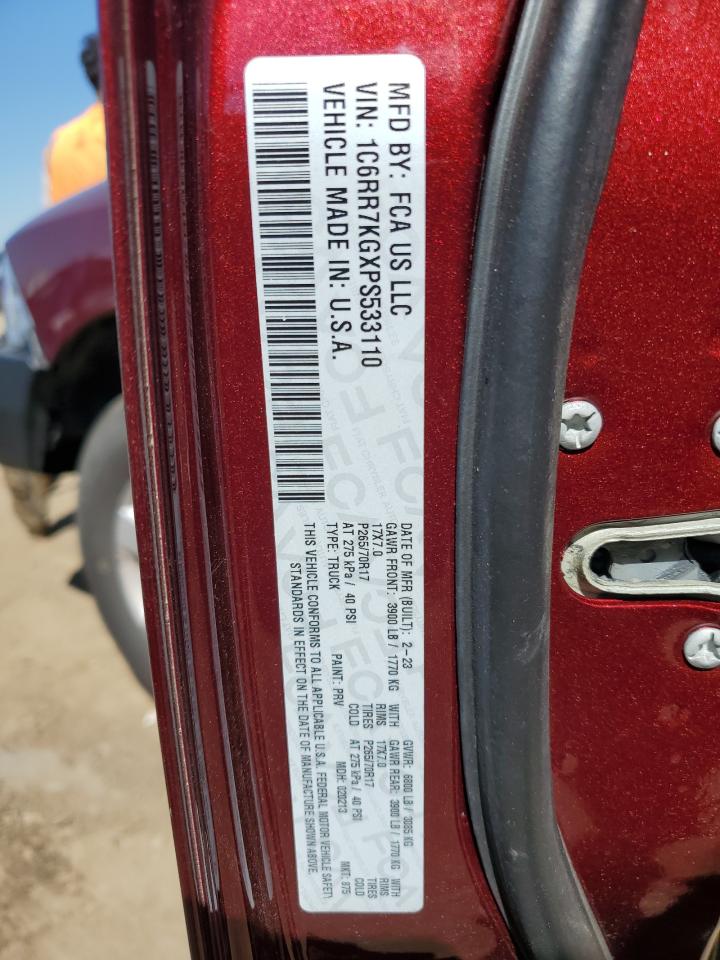 MFD BY: FCA US LLC
VIN: 1C6RR7KGXPS533110
VEHICLE MADE IN: U.S.A.
DATE OF MFR (BUILT): 2-23 GVWR: 6800 LB / 3085 KG
GAWR FRONT: 3900 LB / 1770 KG WITH GAWR REAR: 3900 LB / 1770 KG WITH
17X7.0 RIMS 17X7.0 RIMS
P265/70R17 TIRES P265/70R17 TIRES
AT 275 kPa / 40 PSI COLD AT 275 kPa / 40 PSI COLD
TYPE: TRUCK PAINT: PRV MDH: 020213 MKT: 875
THIS VEHICLE CONFORMS TO ALL APPLICABLE U.S.A. FEDERAL MOTOR VEHICLE SAFETY
STANDARDS IN EFFECT ON THE DATE OF MANUFACTURE SHOWN ABOVE.